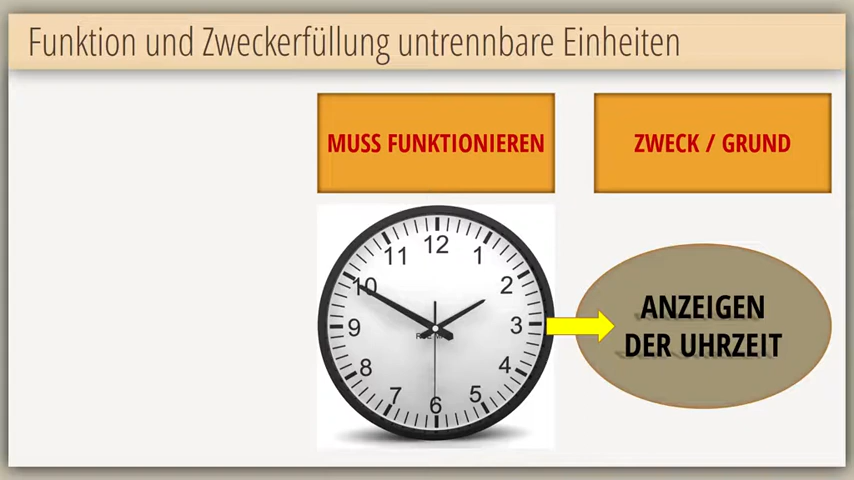 Funktion und Zweckerfüllung untrennbare Einheiten
MUSS FUNKTIONIEREN
ZWECK / GRUND
12
11
1
10
2
9
3
8
4
7
5
6
ANZEIGEN
DER UHRZEIT